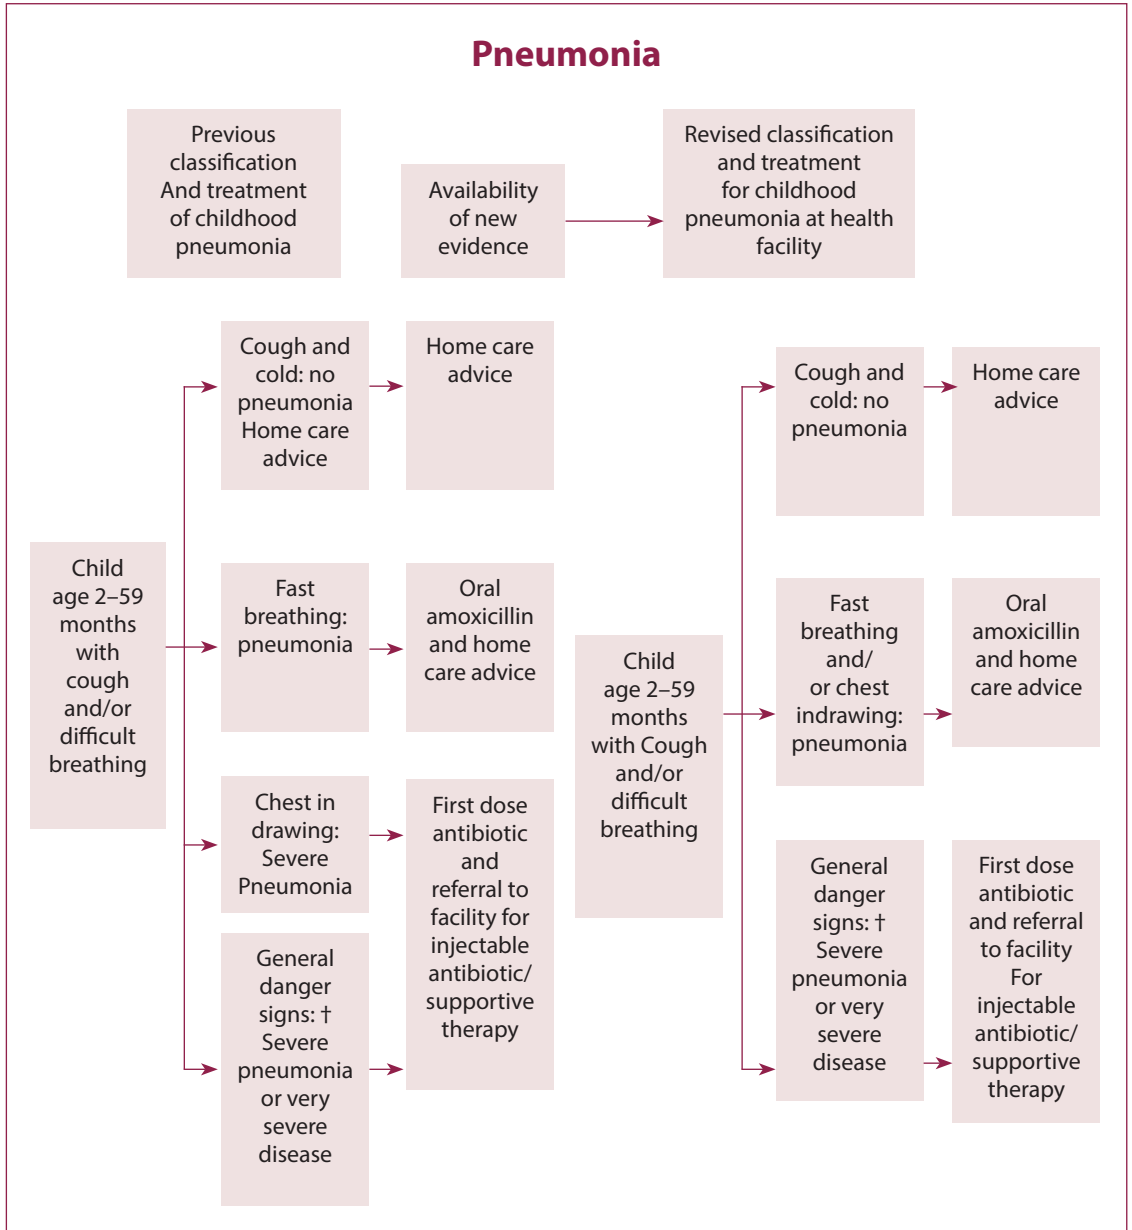 Pneumonia
Previous
classification
And treatment
of childhood
pneumonia
Availability
of new
evidence
Revised classification
and treatment
for childhood
pneumonia at health
facility
Child
age 2–59
months
with
cough
and/or
difficult
breathing
Cough and
cold: no
pneumonia
Home care
advice
Home care
advice
Fast
breathing:
pneumonia
Oral
amoxicillin
and home
care advice
Chest in
drawing:
Severe
Pneumonia
General
danger
signs: †
Severe
pneumonia
or very
severe
disease
First dose
antibiotic
and
referral to
facility for
injectable
antibiotic/
supportive
therapy
Child
age 2–59
months
with Cough
and/or
difficult
breathing
Cough and
cold: no
pneumonia
Home care
advice
Fast
breathing
and/
or chest
indrawing:
pneumonia
Oral
amoxicillin
and home
care advice
General
danger
signs: †
Severe
pneumonia
or very
severe
disease
First dose
antibiotic
and referral
to facility
For
injectable
antibiotic/
supportive
therapy